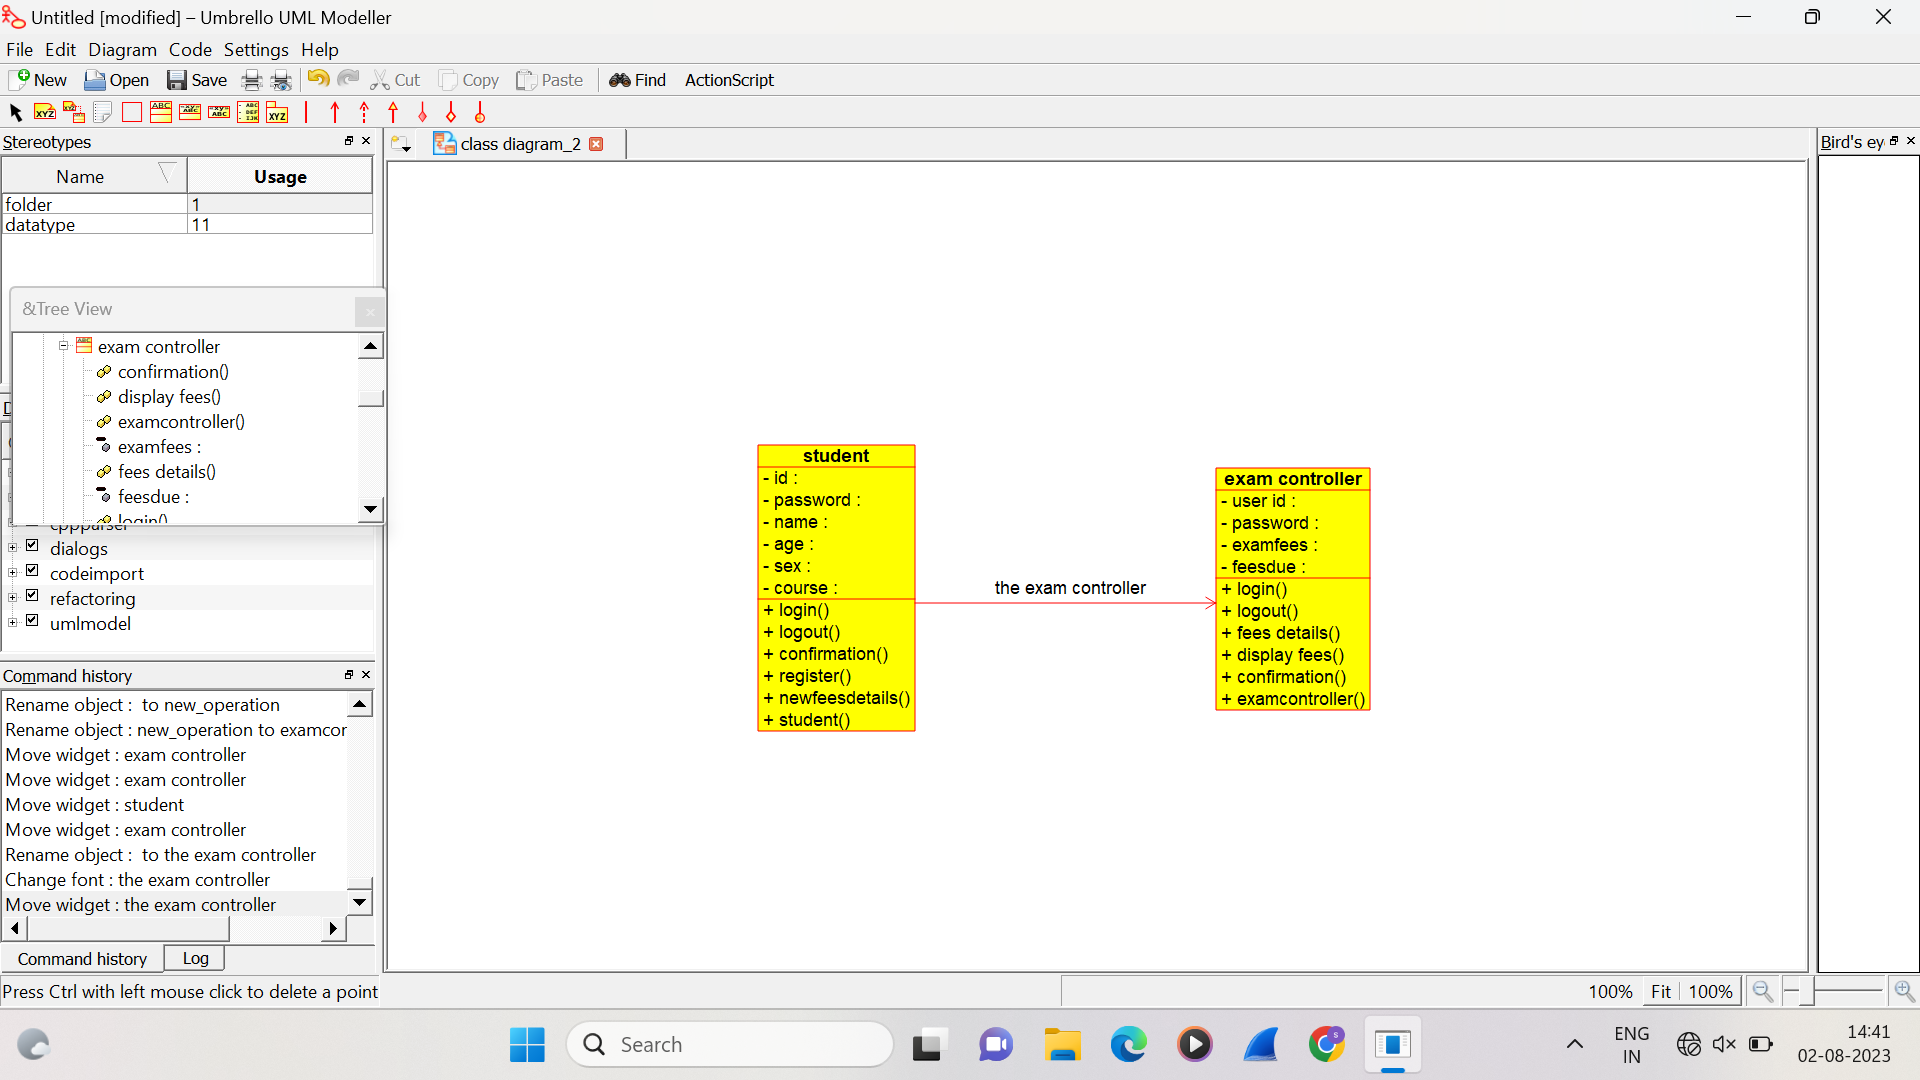 Untitled [modified] – Umbrello UML Modeller
File Edit Diagram Code Settings Help
New Open Save Cut Copy Paste Find ActionScript
Stereotypes
class diagram_2
Bird's ey
Name Usage
folder 1
datatype 11
&Tree View
exam controller
confirmation()
display fees()
examcontroller()
examfees :
fees details()
feesdue :
login()
cppparser
dialogs
codeimport
refactoring
umlmodel
Command history
Rename object : to new_operation
Rename object : new_operation to examcor
Move widget : exam controller
Move widget : exam controller
Move widget : student
Move widget : exam controller
Rename object : to the exam controller
Change font : the exam controller
Move widget : the exam controller
Command history Log
student
- id :
- password :
- name :
- age :
- sex :
- course :
+ login()
+ logout()
+ confirmation()
+ register()
+ newfeesdetails()
+ student()
the exam controller
exam controller
- user id :
- password :
- examfees :
- feesdue :
+ login()
+ logout()
+ fees details()
+ display fees()
+ confirmation()
+ examcontroller()
Press Ctrl with left mouse click to delete a point
100% Fit 100%
Search
ENG
IN
14:41
02-08-2023